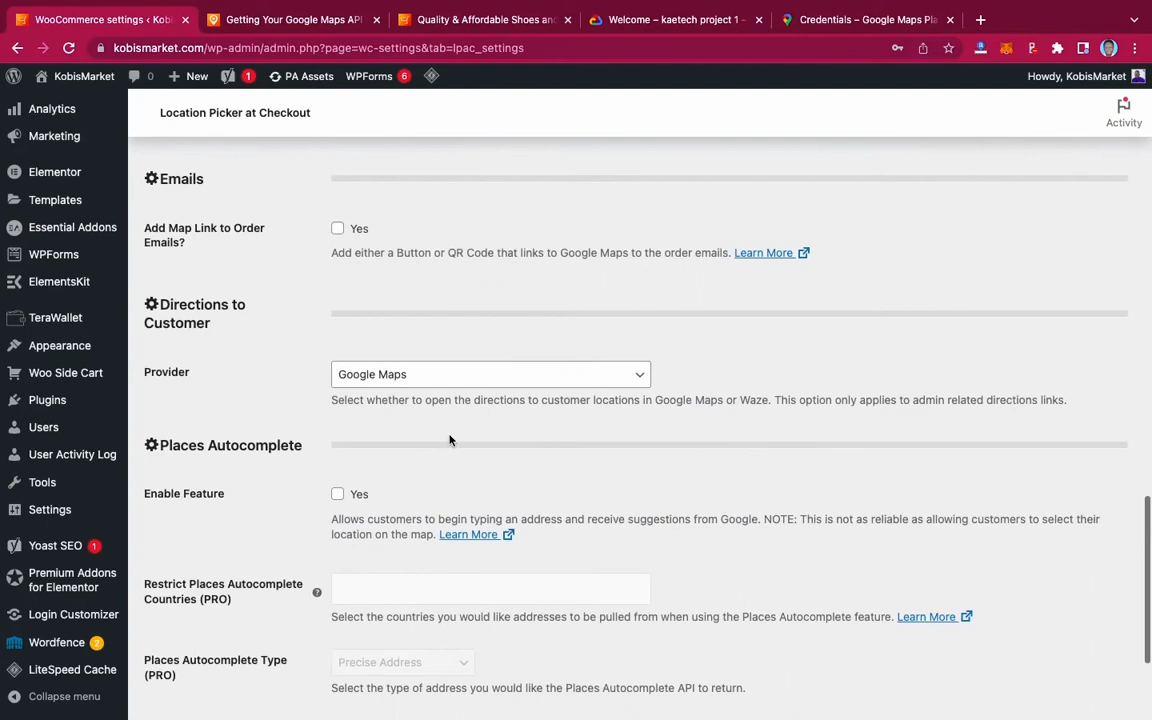 WooCommerce settings ‹ Kobi
Getting Your Google Maps API
Quality & Affordable Shoes and
Welcome – kaetech project 1 –
Credentials – Google Maps Pla
kobismarket.com/wp-admin/admin.php?page=wc-settings&tab=lpac_settings
KobisMarket
0
New
1
PA Assets
WPForms
6
Howdy, KobisMarket
Analytics
Marketing
Elementor
Templates
Essential Addons
WPForms
ElementsKit
TeraWallet
Appearance
Woo Side Cart
Plugins
Users
User Activity Log
Tools
Settings
Yoast SEO 1
Premium Addons
for Elementor
Login Customizer
Wordfence 2
LiteSpeed Cache
Collapse menu
Location Picker at Checkout
Activity
Emails
Add Map Link to Order
Emails?
Yes
Add either a Button or QR Code that links to Google Maps to the order emails. Learn More
Directions to
Customer
Provider
Google Maps
Select whether to open the directions to customer locations in Google Maps or Waze. This option only applies to admin related directions links.
Places Autocomplete
Enable Feature
Yes
Allows customers to begin typing an address and receive suggestions from Google. NOTE: This is not as reliable as allowing customers to select their
location on the map. Learn More
Restrict Places Autocomplete
Countries (PRO)
?
Select the countries you would like addresses to be pulled from when using the Places Autocomplete feature. Learn More
Places Autocomplete Type
(PRO)
Precise Address
Select the type of address you would like the Places Autocomplete API to return.